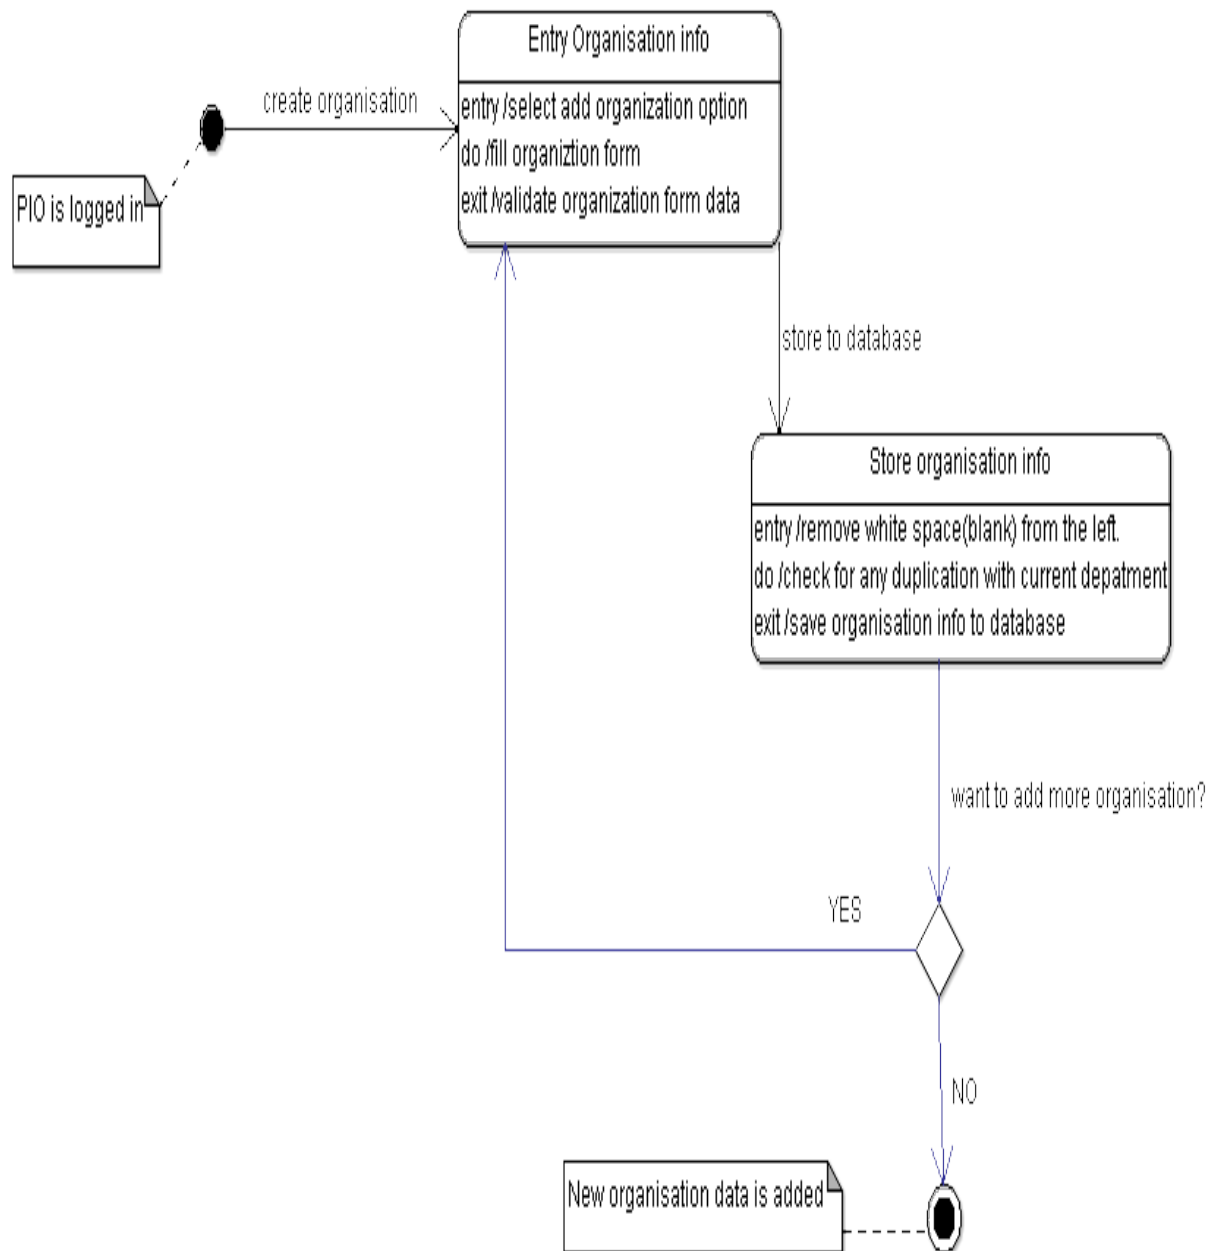 Entry Organisation info
create organisation
entry /select add organization option
do /fill organiztion form
exit /validate organization form data
PIO is logged in
store to database
Store organisation info
entry /remove white space(blank) from the left.
do /check for any duplication with current depatment
exit /save organisation info to database
want to add more organisation?
YES
NO
New organisation data is added